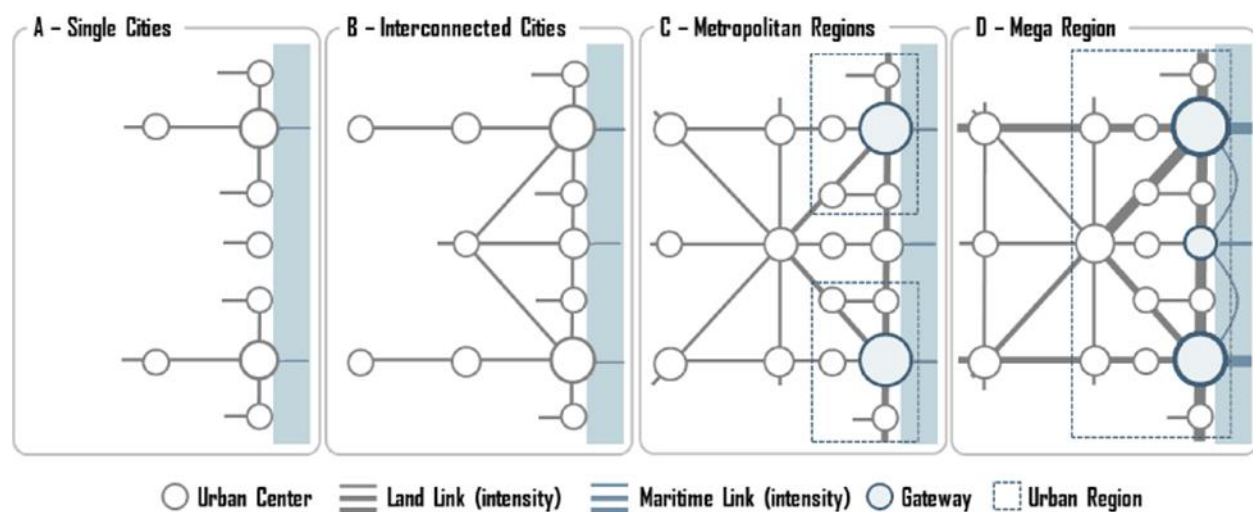 A – Single Cities
B – Interconnected Cities
C – Metropolitan Regions
D – Mega Region
Urban Center
Land Link (intensity)
Maritime Link (intensity)
Gateway
Urban Region